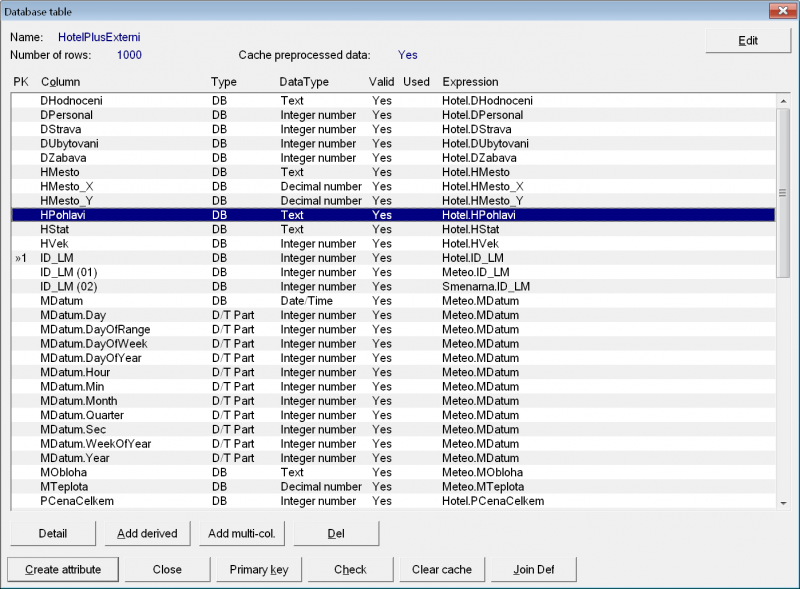 Database table
Name: HotelPlusExterni
Edit
Number of rows: 1000 Cache preprocessed data: Yes
PK Column Type DataType Valid Used Expression
DHodnoceni DB Text Yes Hotel.DHodnoceni
DPersonal DB Integer number Yes Hotel.DPersonal
DStrava DB Integer number Yes Hotel.DStrava
DUbytovani DB Integer number Yes Hotel.DUbytovani
DZabava DB Integer number Yes Hotel.DZabava
HMesto DB Text Yes Hotel.HMesto
HMesto_X DB Decimal number Yes Hotel.HMesto_X
HMesto_Y DB Decimal number Yes Hotel.HMesto_Y
HPohlavi DB Text Yes Hotel.HPohlavi
HStat DB Text Yes Hotel.HStat
HVek DB Integer number Yes Hotel.HVek
»1 ID_LM DB Integer number Yes Hotel.ID_LM
ID_LM (01) DB Integer number Yes Meteo.ID_LM
ID_LM (02) DB Integer number Yes Smenarna.ID_LM
MDatum DB Date/Time Yes Meteo.MDatum
MDatum.Day D/T Part Integer number Yes Meteo.MDatum
MDatum.DayOfRange D/T Part Integer number Yes Meteo.MDatum
MDatum.DayOfWeek D/T Part Integer number Yes Meteo.MDatum
MDatum.DayOfYear D/T Part Integer number Yes Meteo.MDatum
MDatum.Hour D/T Part Integer number Yes Meteo.MDatum
MDatum.Min D/T Part Integer number Yes Meteo.MDatum
MDatum.Month D/T Part Integer number Yes Meteo.MDatum
MDatum.Quarter D/T Part Integer number Yes Meteo.MDatum
MDatum.Sec D/T Part Integer number Yes Meteo.MDatum
MDatum.WeekOfYear D/T Part Integer number Yes Meteo.MDatum
MDatum.Year D/T Part Integer number Yes Meteo.MDatum
MObloha DB Text Yes Meteo.MObloha
MTeplota DB Decimal number Yes Meteo.MTeplota
PCenaCelkem DB Integer number Yes Hotel.PCenaCelkem
Detail Add derived Add multi-col. Del
Create attribute Close Primary key Check Clear cache Join Def